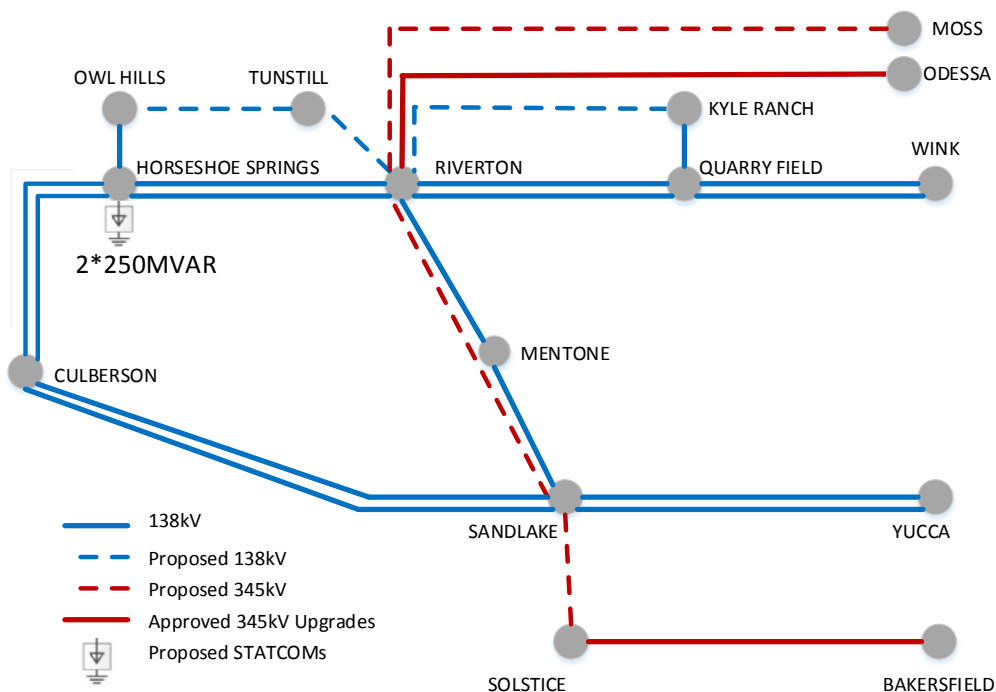 MOSS
OWL HILLS
TUNSTILL
ODESSA
KYLE RANCH
WINK
HORSESHOE SPRINGS
RIVERTON
QUARRY FIELD
2*250MVAR
MENTONE
CULBERSON
138kV
SANDLAKE
YUCCA
Proposed 138kV
Proposed 345kV
Approved 345kV Upgrades
Proposed STATCOMs
SOLSTICE
BAKERSFIELD